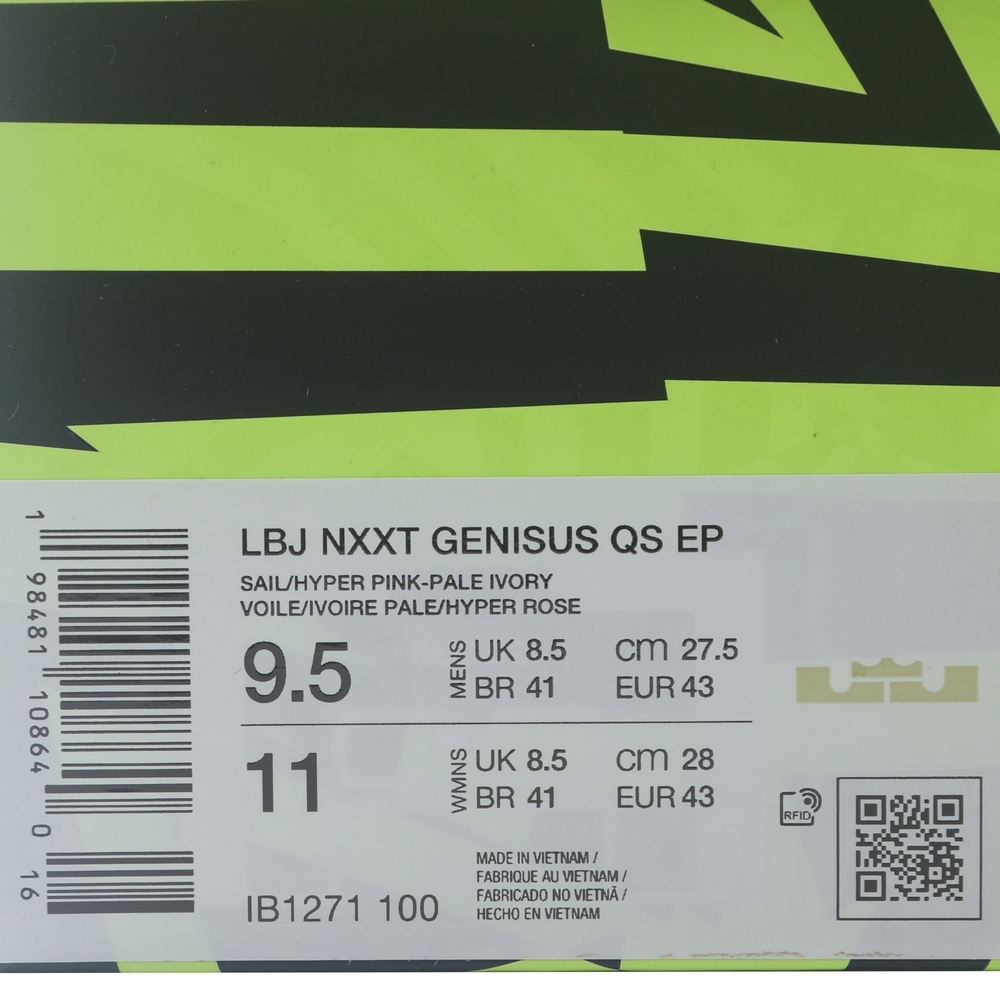 LBJ NXXT GENISUS QS EP
SAIL/HYPER PINK-PALE IVORY
VOILE/IVOIRE PALE/HYPER ROSE
9.5
MENS
UK 8.5 CM 27.5
BR 41 EUR 43
11
WMNS
UK 8.5 CM 28
BR 41 EUR 43
RFID
MADE IN VIETNAM /
FABRIQUE AU VIETNAM /
FABRICADO NO VIETNÃ /
HECHO EN VIETNAM
IB1271 100
1 98481 10864 0 16